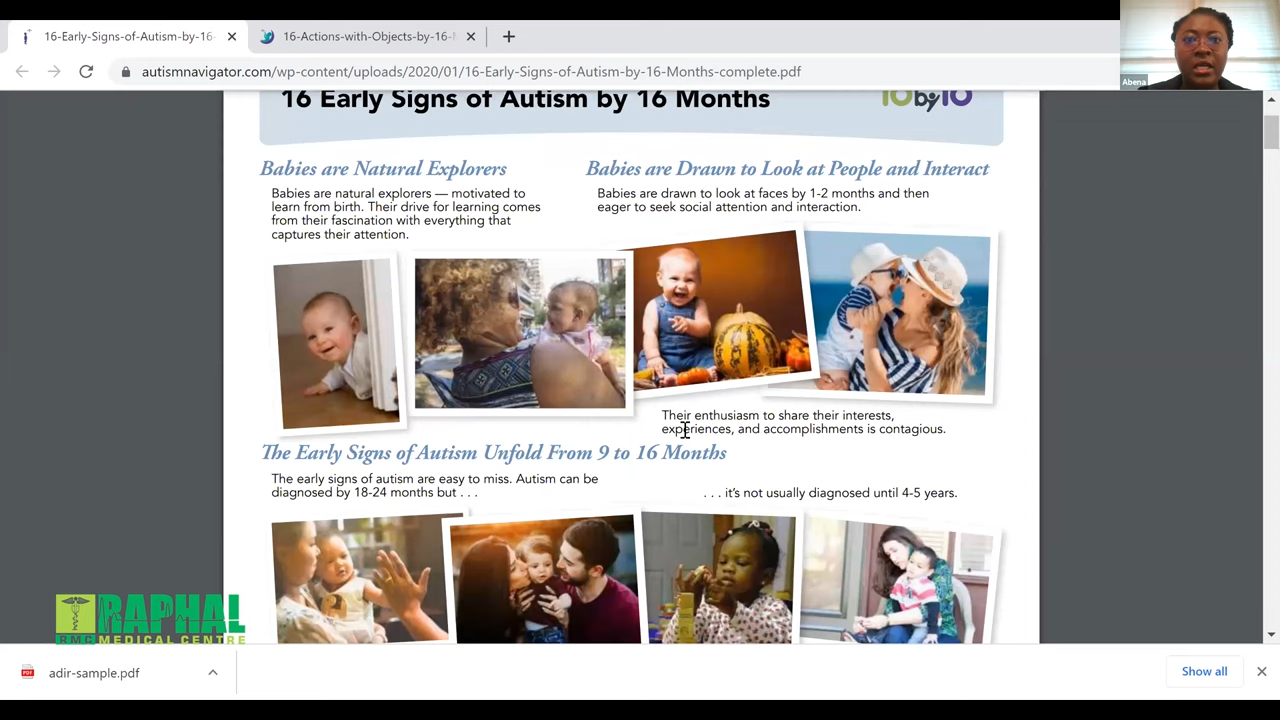 16-Early-Signs-of-Autism-by-16-
16-Actions-with-Objects-by-16-
autismnavigator.com/wp-content/uploads/2020/01/16-Early-Signs-of-Autism-by-16-Months-complete.pdf
Abena
16 Early Signs of Autism by 16 Months
16by16
Babies are Natural Explorers
Babies are natural explorers — motivated to
learn from birth. Their drive for learning comes
from their fascination with everything that
captures their attention.
Babies are Drawn to Look at People and Interact
Babies are drawn to look at faces by 1-2 months and then
eager to seek social attention and interaction.
Their enthusiasm to share their interests,
experiences, and accomplishments is contagious.
The Early Signs of Autism Unfold From 9 to 16 Months
The early signs of autism are easy to miss. Autism can be
diagnosed by 18-24 months but . . .
. . . it’s not usually diagnosed until 4-5 years.
RAPHAL
RMC MEDICAL CENTRE
PDF
adir-sample.pdf
Show all